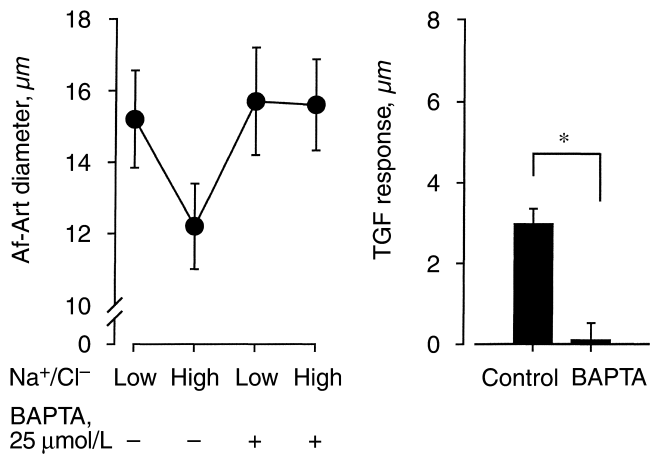 18
16
14
12
10
0
Af-Art diameter, µm
Na⁺/Cl⁻ Low High Low High
BAPTA,
25 µmol/L – – + +
8
6
4
2
0
TGF response, µm
*
Control BAPTA